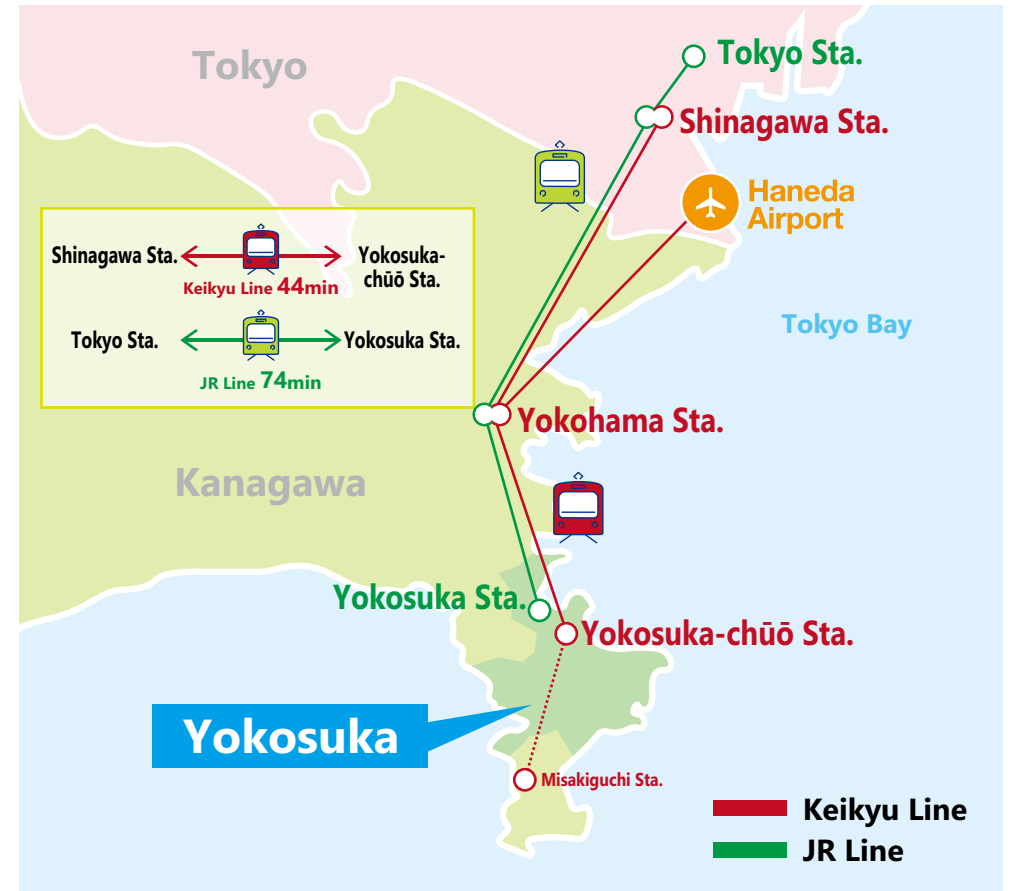 Tokyo
Tokyo Sta.
Shinagawa Sta.
Haneda
Airport
Shinagawa Sta.
Yokosuka-
chūō Sta.
Keikyu Line 44min
Tokyo Sta.
Yokosuka Sta.
JR Line 74min
Tokyo Bay
Yokohama Sta.
Kanagawa
Yokosuka Sta.
Yokosuka-chūō Sta.
Yokosuka
Misakiguchi Sta.
Keikyu Line
JR Line